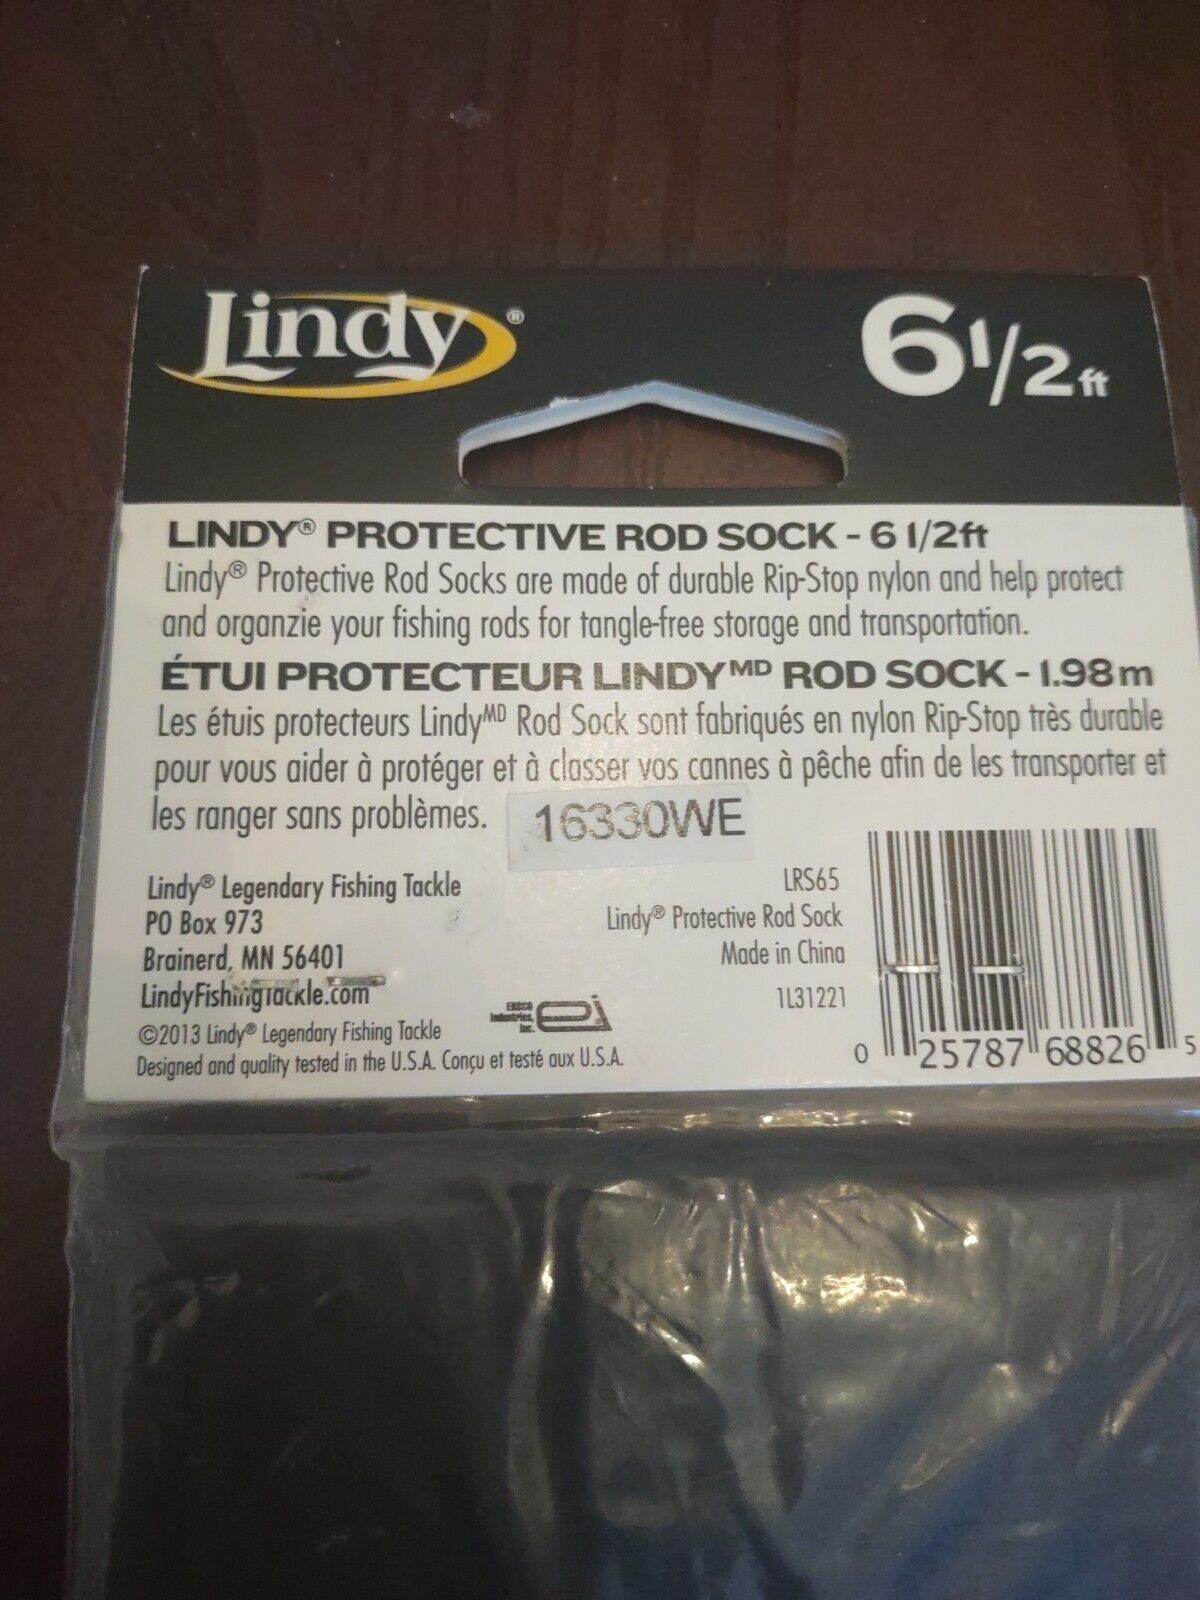 Lindy®
6 1/2 ft
LINDY® PROTECTIVE ROD SOCK - 6 1/2ft
Lindy® Protective Rod Socks are made of durable Rip-Stop nylon and help protect
and organzie your fishing rods for tangle-free storage and transportation.
ÉTUI PROTECTEUR LINDYᴹᴰ ROD SOCK - 1.98m
Les étuis protecteurs Lindyᴹᴰ Rod Sock sont fabriqués en nylon Rip-Stop très durable
pour vous aider à protéger et à classer vos cannes à pêche afin de les transporter et
les ranger sans problèmes.
16330WE
Lindy® Legendary Fishing Tackle
PO Box 973
Brainerd, MN 56401
LindyFishingTackle.com
©2013 Lindy® Legendary Fishing Tackle
Designed and quality tested in the U.S.A. Conçu et testé aux U.S.A.
EBSCO
Industries,
Inc.
ei
LRS65
Lindy® Protective Rod Sock
Made in China
1L31221
0 25787 68826 5